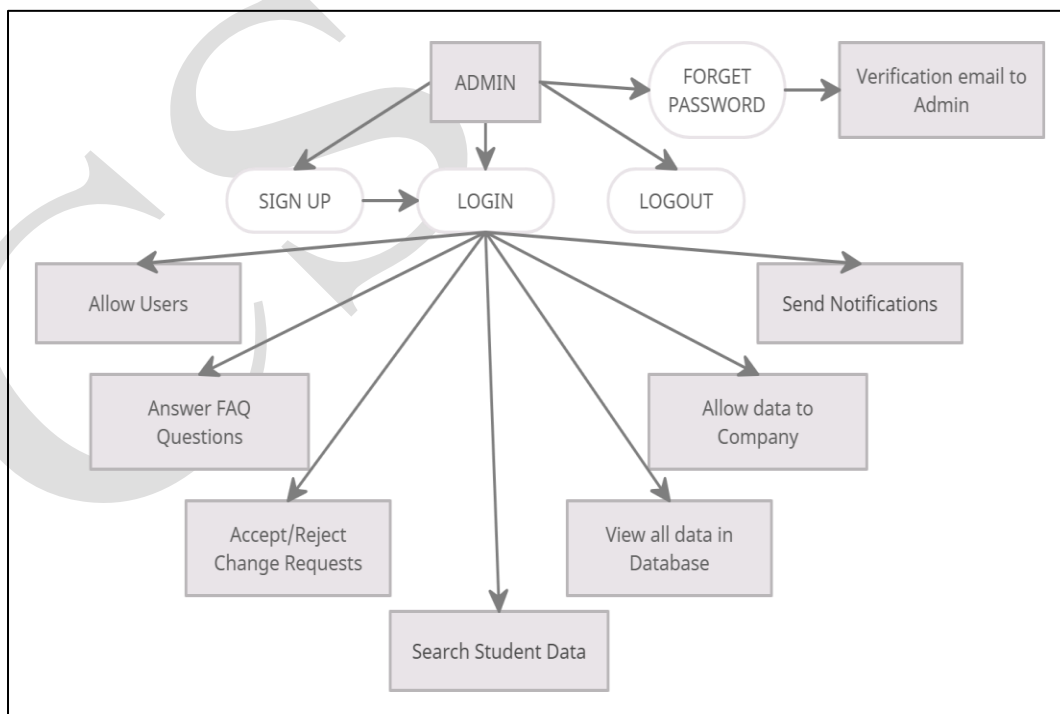 ADMIN
FORGET
PASSWORD
Verification email to
Admin
SIGN UP
LOGIN
LOGOUT
Allow Users
Send Notifications
Answer FAQ
Questions
Allow data to
Company
Accept/Reject
Change Requests
View all data in
Database
Search Student Data